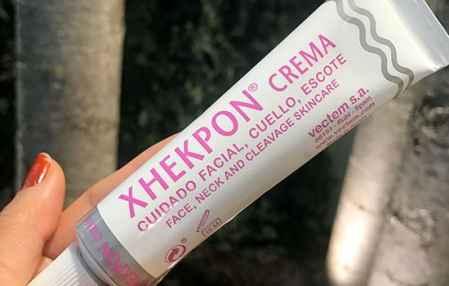 XHEKPON® CREMA
CUIDADO FACIAL, CUELLO, ESCOTE
FACE, NECK AND CLEAVAGE SKINCARE
vectem s.a.